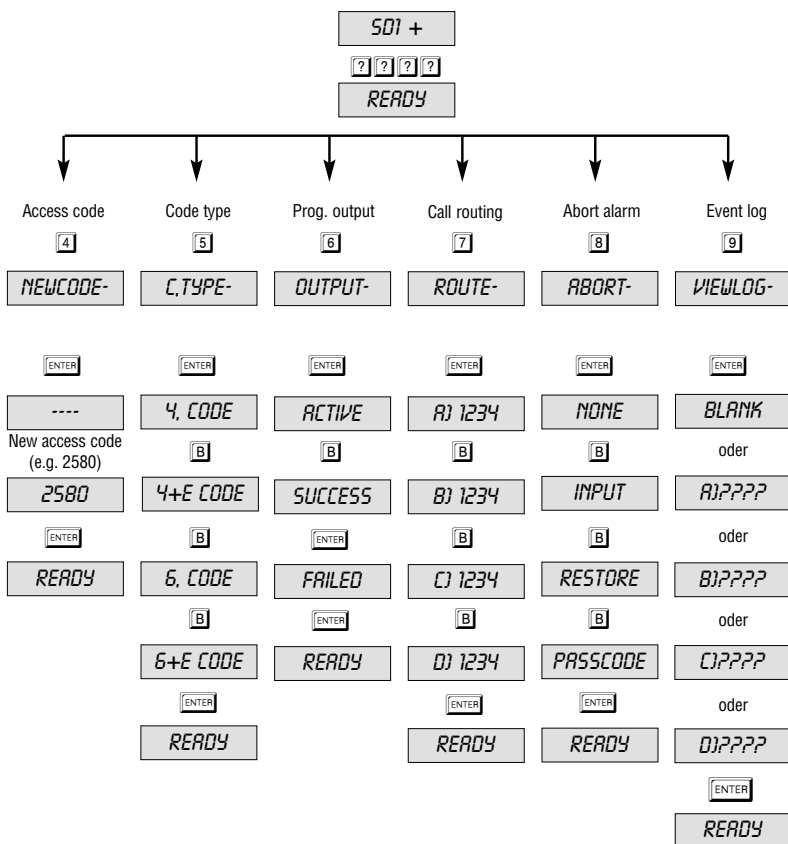 SD1 +
? ? ? ?
READY
Access code Code type Prog. output Call routing Abort alarm Event log
4 5 6 7 8 9
NEWCODE- C,TYPE- OUTPUT- ROUTE- ABORT- VIEWLOG-
ENTER ENTER ENTER ENTER ENTER ENTER
---- 4, CODE ACTIVE A) 1234 NONE BLANK
New access code
(e.g. 2580)
B B B B oder
2580 4+E CODE SUCCESS B) 1234 INPUT A)????
ENTER B ENTER B B oder
READY 6, CODE FAILED C) 1234 RESTORE B)????
B ENTER B B oder
6+E CODE READY D) 1234 PASSCODE C)????
ENTER ENTER ENTER oder
READY READY READY D)????
ENTER
READY